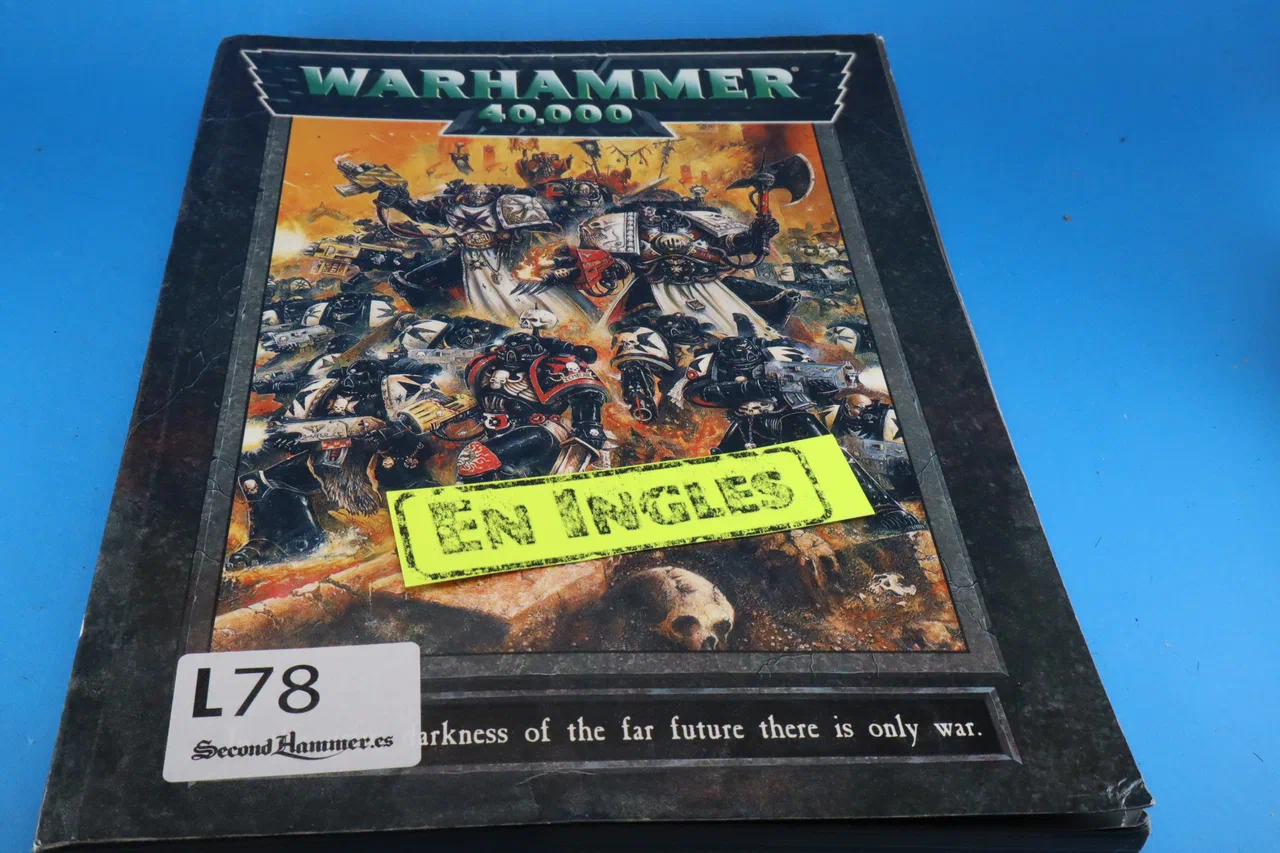 WARHAMMER
40,000
EN INGLES
L78
SecondHammer.es
arkness of the far future there is only war.